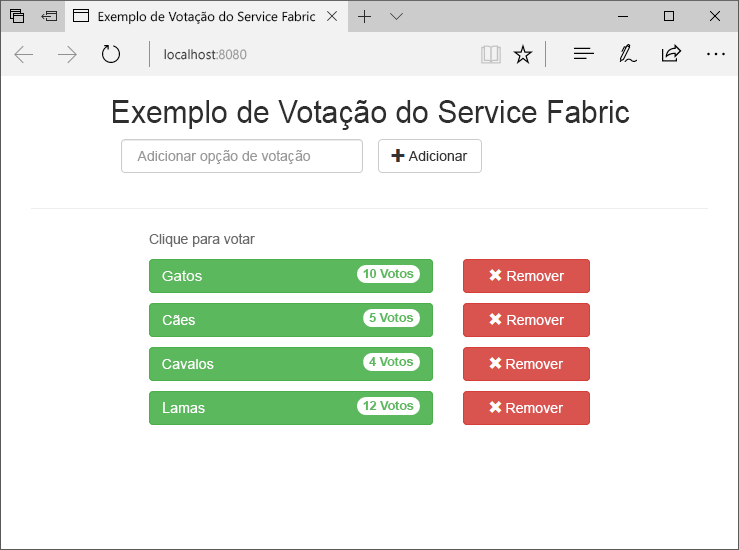 Exemplo de Votação do Service Fabric
localhost:8080
Exemplo de Votação do Service Fabric
Adicionar opção de votação
Adicionar
Clique para votar
Gatos 10 Votos Remover
Cães 5 Votos Remover
Cavalos 4 Votos Remover
Lamas 12 Votos Remover